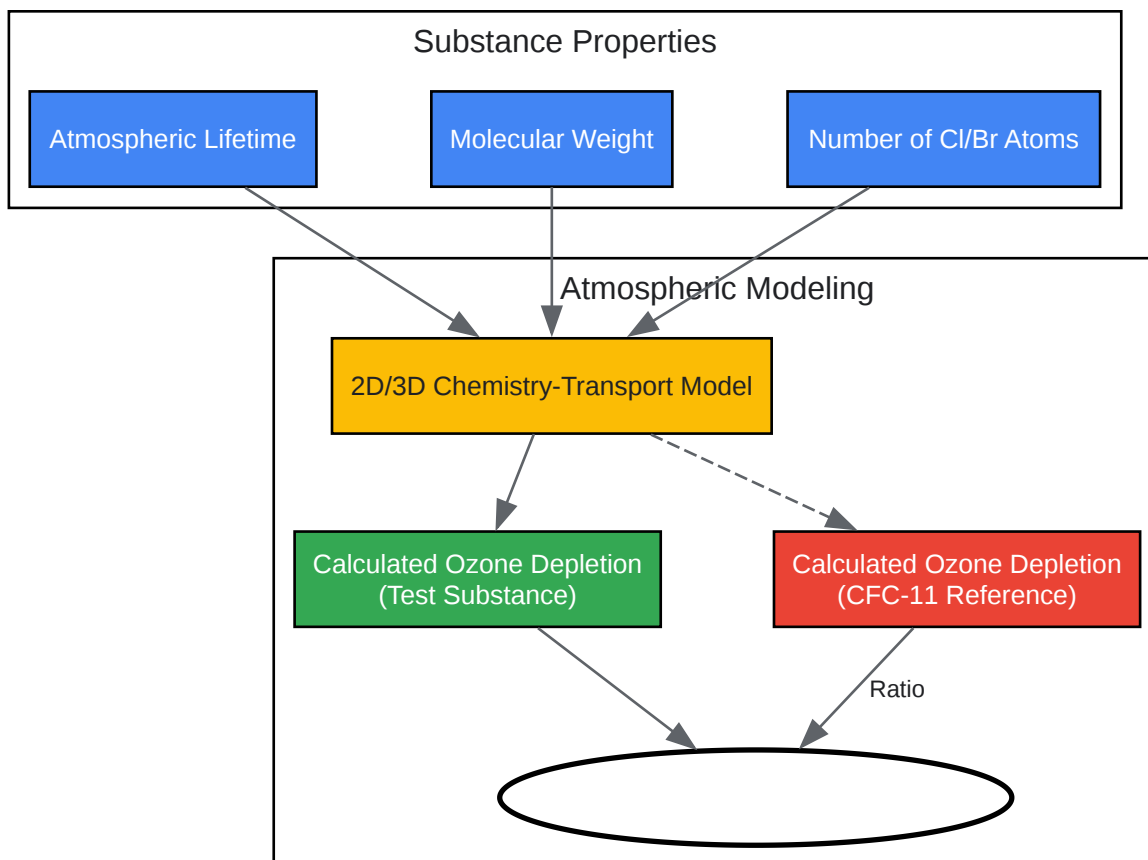 Substance Properties
Atmospheric Lifetime
Molecular Weight
Number of Cl/Br Atoms
Atmospheric Modeling
2D/3D Chemistry-Transport Model
Calculated Ozone Depletion
(Test Substance)
Calculated Ozone Depletion
(CFC-11 Reference)
Ratio